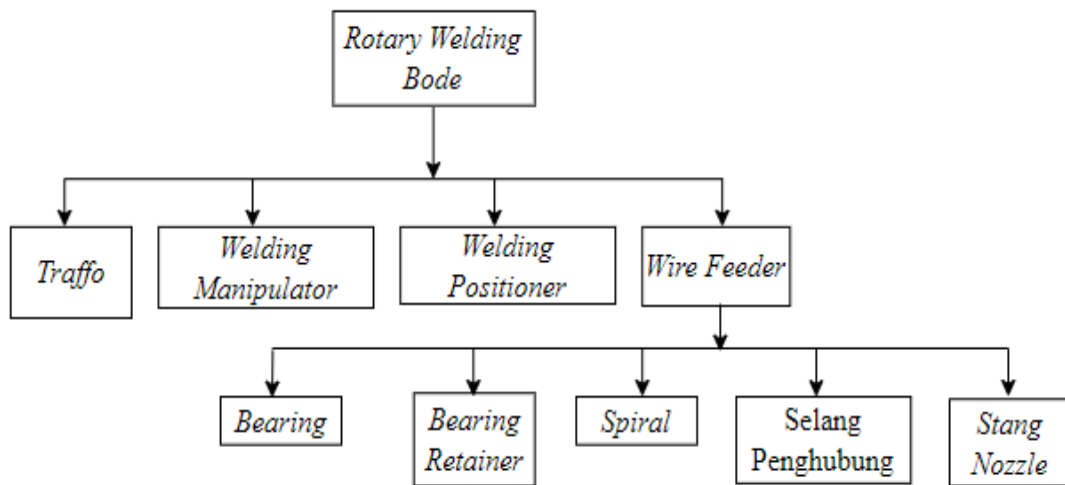 Rotary Welding
Bode
Traffo
Welding
Manipulator
Welding
Positioner
Wire Feeder
Bearing
Bearing
Retainer
Spiral
Selang
Penghubung
Stang
Nozzle